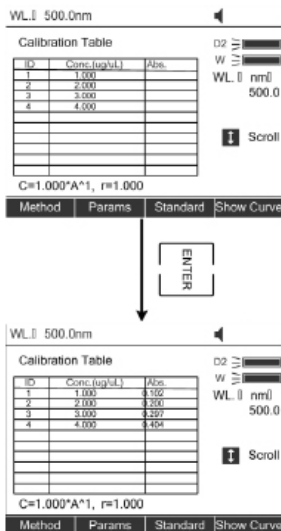 WL.▯ 500.0nm
Calibration Table
D2
ID Conc.(ug/uL) Abs.
W
1 1.000
WL. ▯ nm▯
2 2.000
500.0
3 3.000
4 4.000
Scroll
C=1.000*A^1, r=1.000
Method Params Standard Show Curve
ENTER
WL.▯ 500.0nm
Calibration Table
D2
ID Conc.(ug/uL) Abs.
W
1 1.000 0.102
WL. ▯ nm▯
2 2.000 0.200
500.0
3 3.000 0.297
4 4.000 0.404
Scroll
C=1.000*A^1, r=1.000
Method Params Standard Show Curve